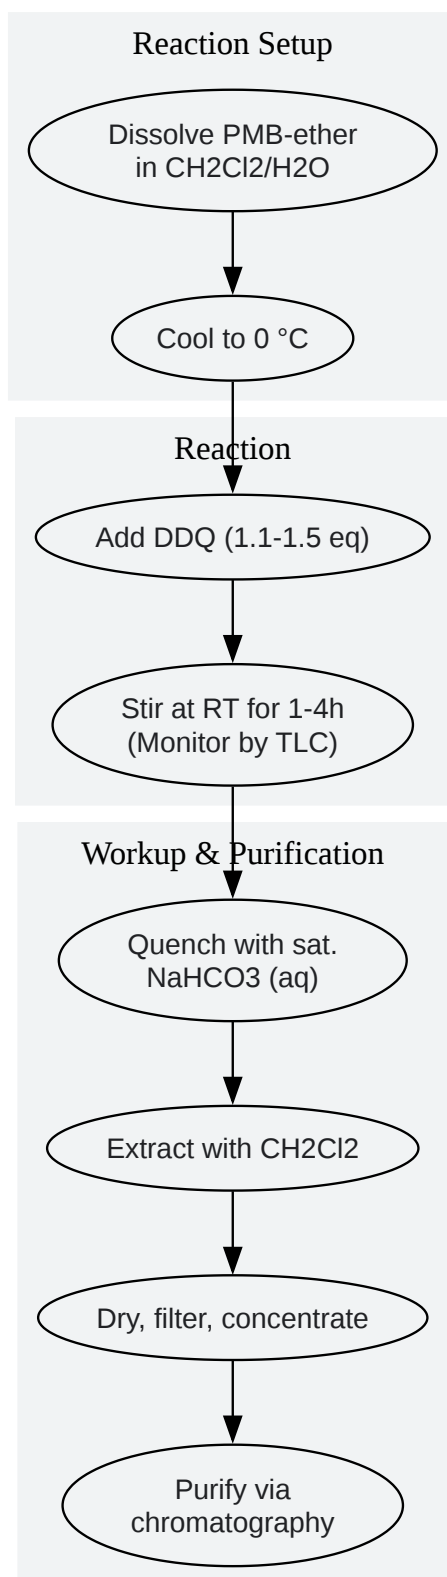 Reaction Setup
Dissolve PMB-ether
in CH2Cl2/H2O
Cool to 0 °C
Reaction
Add DDQ (1.1-1.5 eq)
Stir at RT for 1-4h
(Monitor by TLC)
Workup & Purification
Quench with sat.
NaHCO3 (aq)
Extract with CH2Cl2
Dry, filter, concentrate
Purify via
chromatography